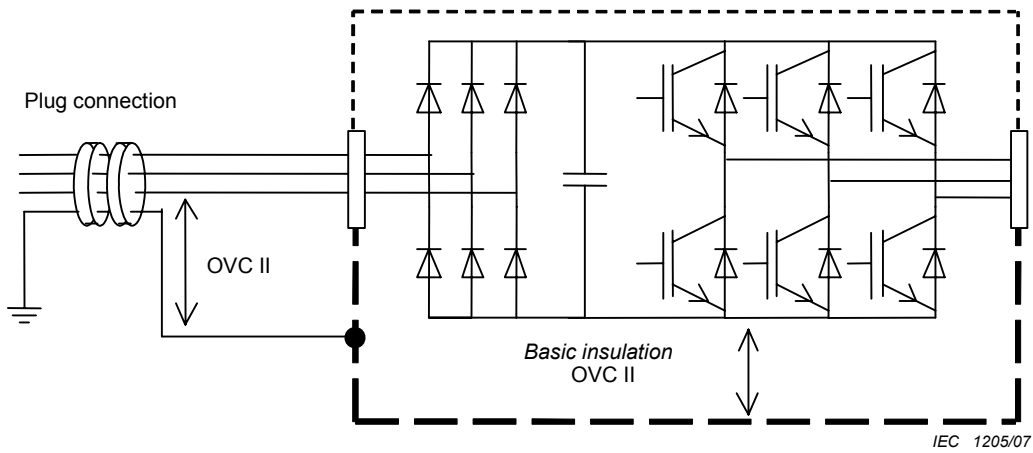 Plug connection
OVC II
Basic insulation
OVC II
IEC 1205/07